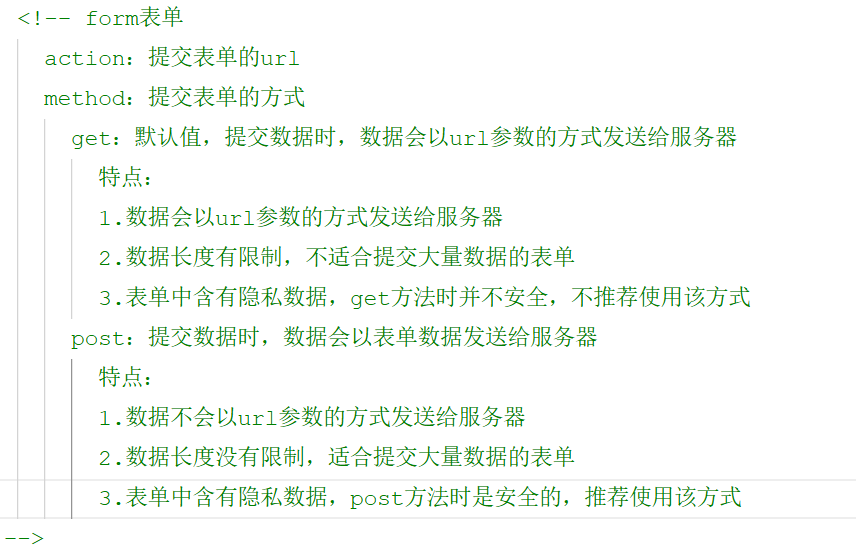 <!-- form表单
action：提交表单的url
method：提交表单的方式
get：默认值，提交数据时，数据会以url参数的方式发送给服务器
特点：
1.数据会以url参数的方式发送给服务器
2.数据长度有限制，不适合提交大量数据的表单
3.表单中含有隐私数据，get方法时并不安全，不推荐使用该方式
post：提交数据时，数据会以表单数据发送给服务器
特点：
1.数据不会以url参数的方式发送给服务器
2.数据长度没有限制，适合提交大量数据的表单
3.表单中含有隐私数据，post方法时是安全的，推荐使用该方式
-->